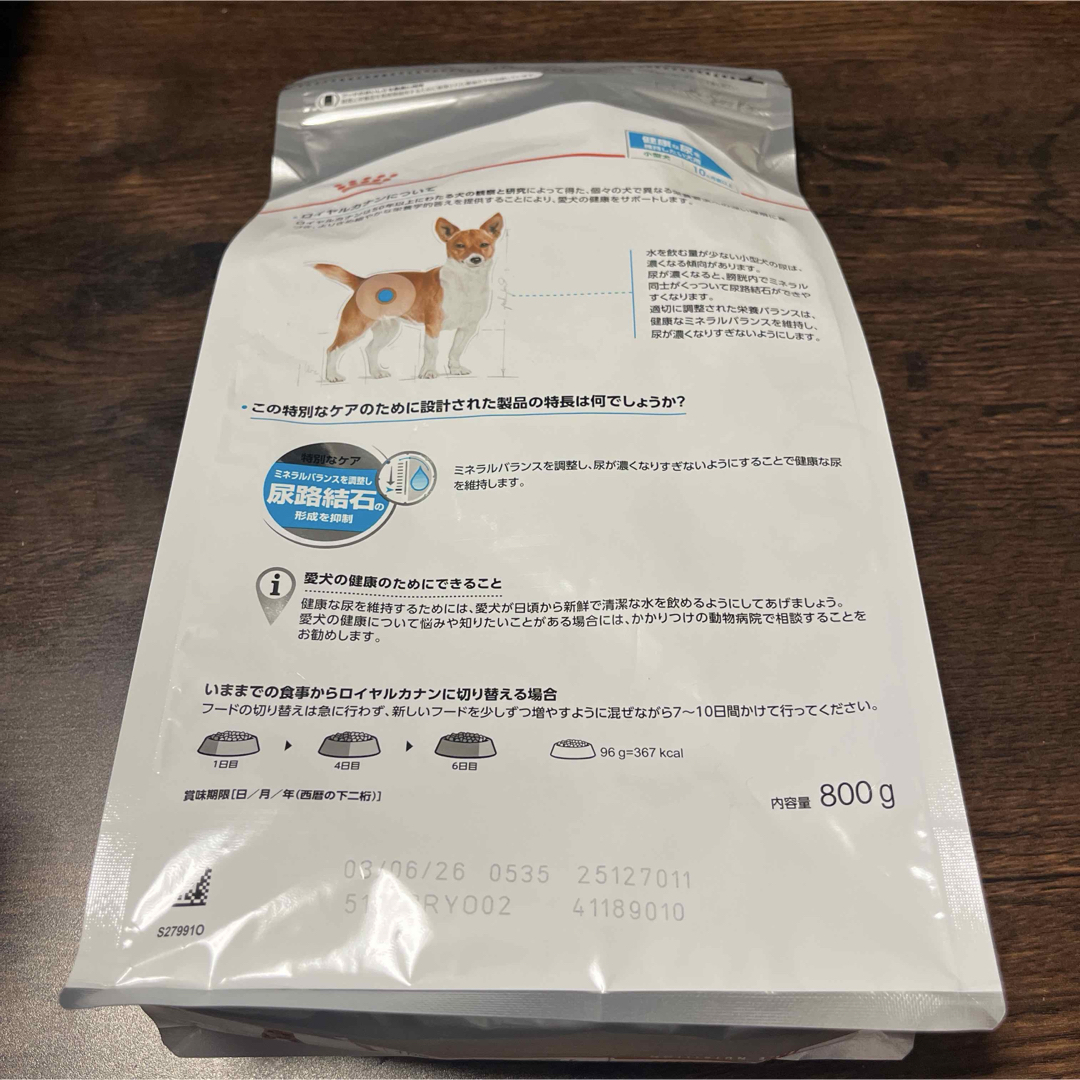 健康な尿を
維持したい犬用
小型犬
・ロイヤルカナンについて
水を飲む量が少ない小型犬の尿は、
濃くなる傾向があります。
尿が濃くなると、膀胱内でミネラル
同士がくっついて尿路結石ができや
すくなります。
適切に調整された栄養バランスは、
健康なミネラルバランスを維持し、
尿が濃くなりすぎないようにします。
・この特別なケアのために設計された製品の特長は何でしょうか?
特別なケア
ミネラルバランスを調整し
尿路結石の
形成を抑制
ミネラルバランスを調整し、尿が濃くなりすぎないようにすることで健康な尿
を維持します。
i
愛犬の健康のためにできること
健康な尿を維持するためには、愛犬が日頃から新鮮で清潔な水を飲めるようにしてあげましょう。
愛犬の健康について悩みや知りたいことがある場合には、かかりつけの動物病院で相談することを
お勧めします。
いままでの食事からロイヤルカナンに切り替える場合
フードの切り替えは急に行わず、新しいフードを少しずつ増やすように混ぜながら7〜10日間かけて行ってください。
1日目 4日目 6日目 96 g=367 kcal
賞味期限[日/月/年(西暦の下二桁)]
内容量 800 g
03/06/26 0535 25127011
RYO02 41189010
S27991O